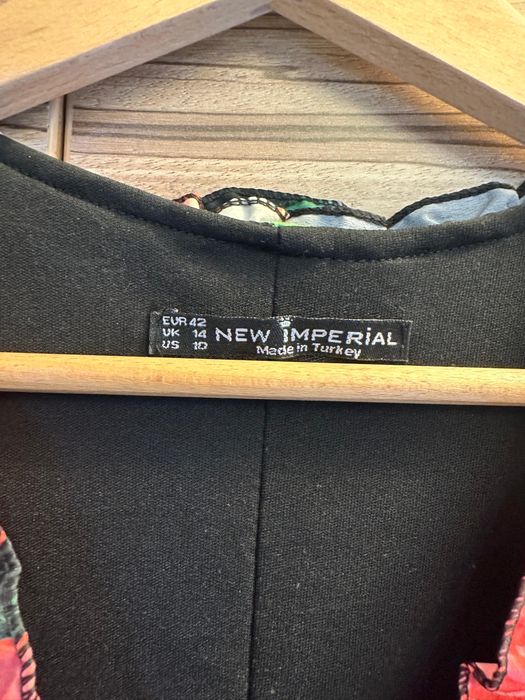 EUR 42
UK 14
US 10
NEW IMPERiAL
Made in Turkey